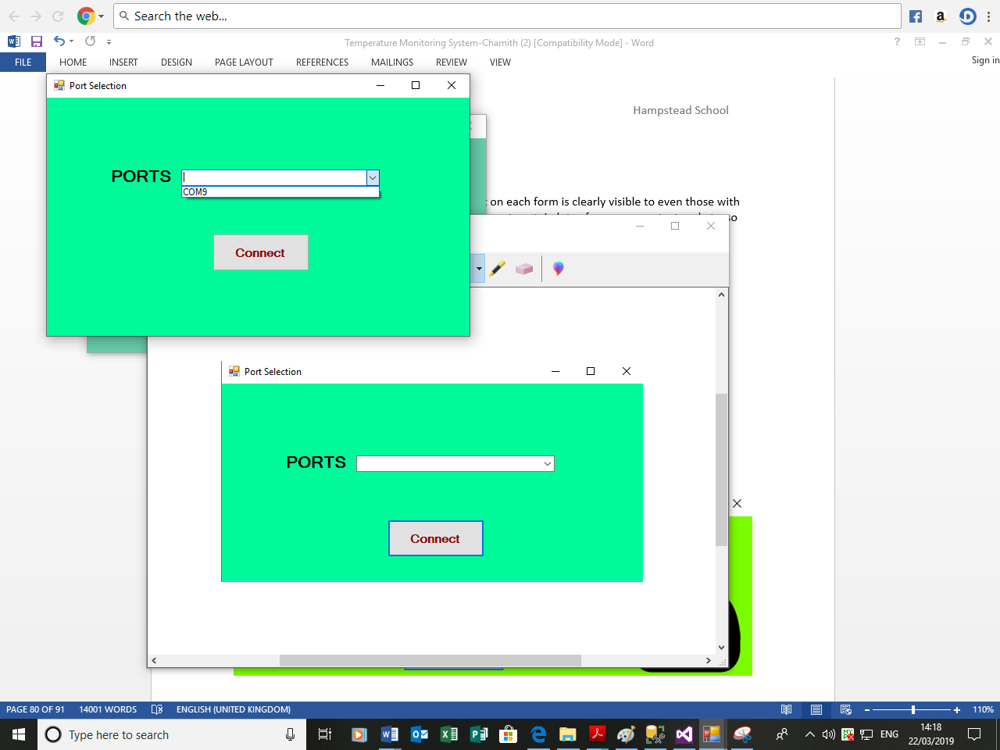 Search the web...
Temperature Monitoring System-Chamith (2) [Compatibility Mode] - Word
FILE HOME INSERT DESIGN PAGE LAYOUT REFERENCES MAILINGS REVIEW VIEW Sign in
Port Selection
Hampstead School
PORTS
COM9
on each form is clearly visible to even those with
so
Connect
Port Selection
PORTS
Connect
PAGE 80 OF 91 14001 WORDS ENGLISH (UNITED KINGDOM) 110%
Type here to search
ENG
14:18
22/03/2019